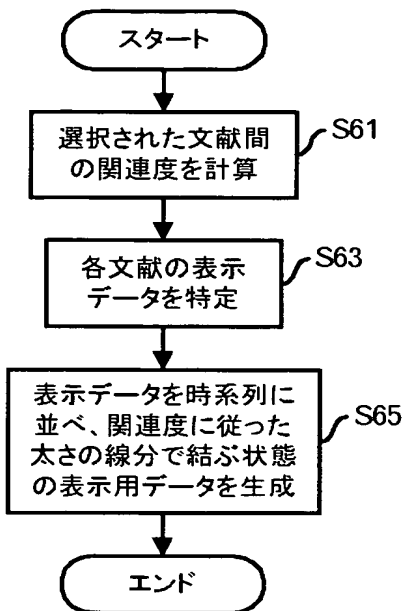 スタート
選択された文献間
の関連度を計算
S61
各文献の表示
データを特定
S63
表示データを時系列に
並べ、関連度に従った
太さの線分で結ぶ状態
の表示用データを生成
S65
エンド